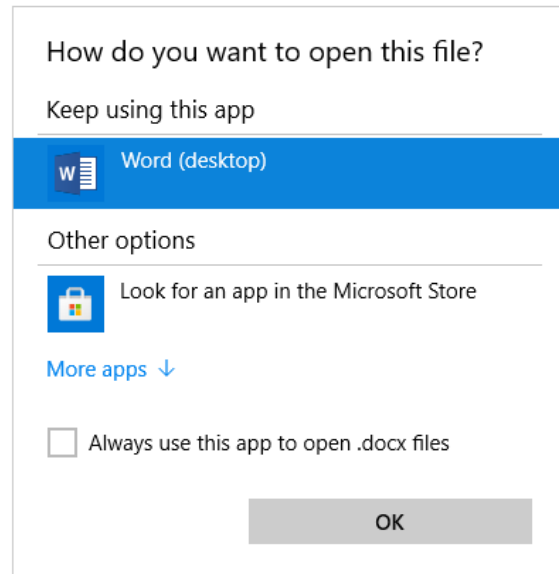 How do you want to open this file?
Keep using this app
W
Word (desktop)
Other options
Look for an app in the Microsoft Store
More apps ↓
Always use this app to open .docx files
OK